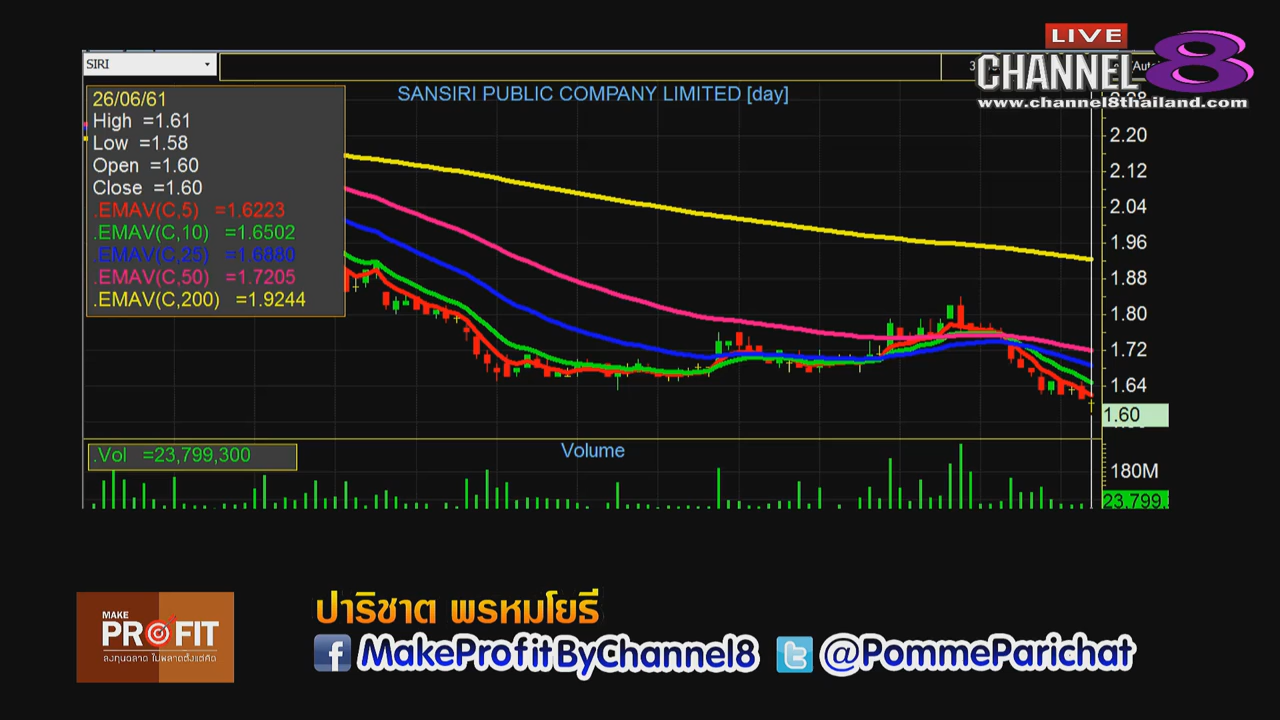 LIVE
CHANNEL 8
www.channel8thailand.com
SIRI
SANSIRI PUBLIC COMPANY LIMITED [day]
26/06/61
High =1.61
Low =1.58
Open =1.60
Close =1.60
.EMAV(C,5) =1.6223
.EMAV(C,10) =1.6502
.EMAV(C,25) =1.6880
.EMAV(C,50) =1.7205
.EMAV(C,200) =1.9244
2.20
2.12
2.04
1.96
1.88
1.80
1.72
1.64
1.60
.Vol =23,799,300
Volume
180M
23,799,
MAKE
PROFIT
ลงทุนฉลาด ไม่พลาดตั้งแต่คิด
ปาริชาต พรหมโยธี
MakeProfitByChannel8
@PommeParichat